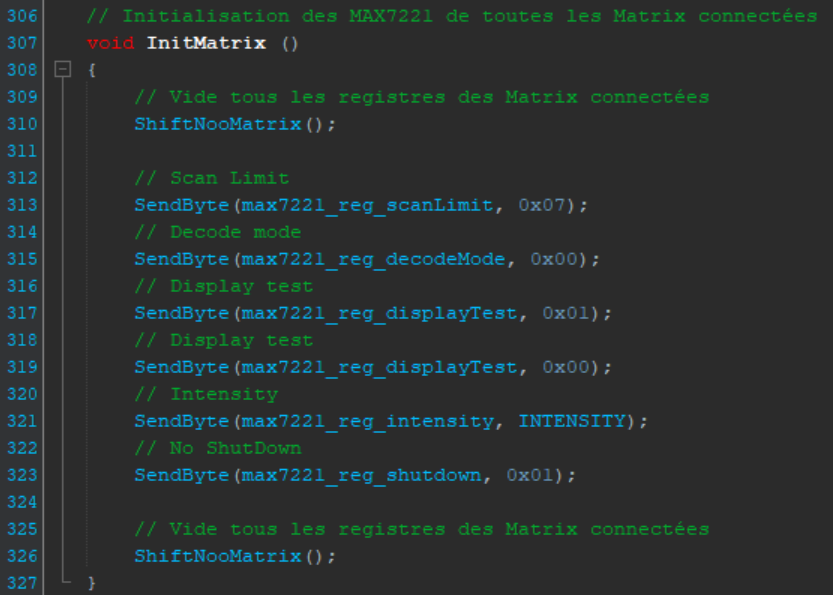 306 // Initialisation des MAX7221 de toutes les Matrix connectées
307 void InitMatrix ()
308 {
309 // Vide tous les registres des Matrix connectées
310 ShiftNooMatrix();
311
312 // Scan Limit
313 SendByte(max7221_reg_scanLimit, 0x07);
314 // Decode mode
315 SendByte(max7221_reg_decodeMode, 0x00);
316 // Display test
317 SendByte(max7221_reg_displayTest, 0x01);
318 // Display test
319 SendByte(max7221_reg_displayTest, 0x00);
320 // Intensity
321 SendByte(max7221_reg_intensity, INTENSITY);
322 // No ShutDown
323 SendByte(max7221_reg_shutdown, 0x01);
324
325 // Vide tous les registres des Matrix connectées
326 ShiftNooMatrix();
327 }